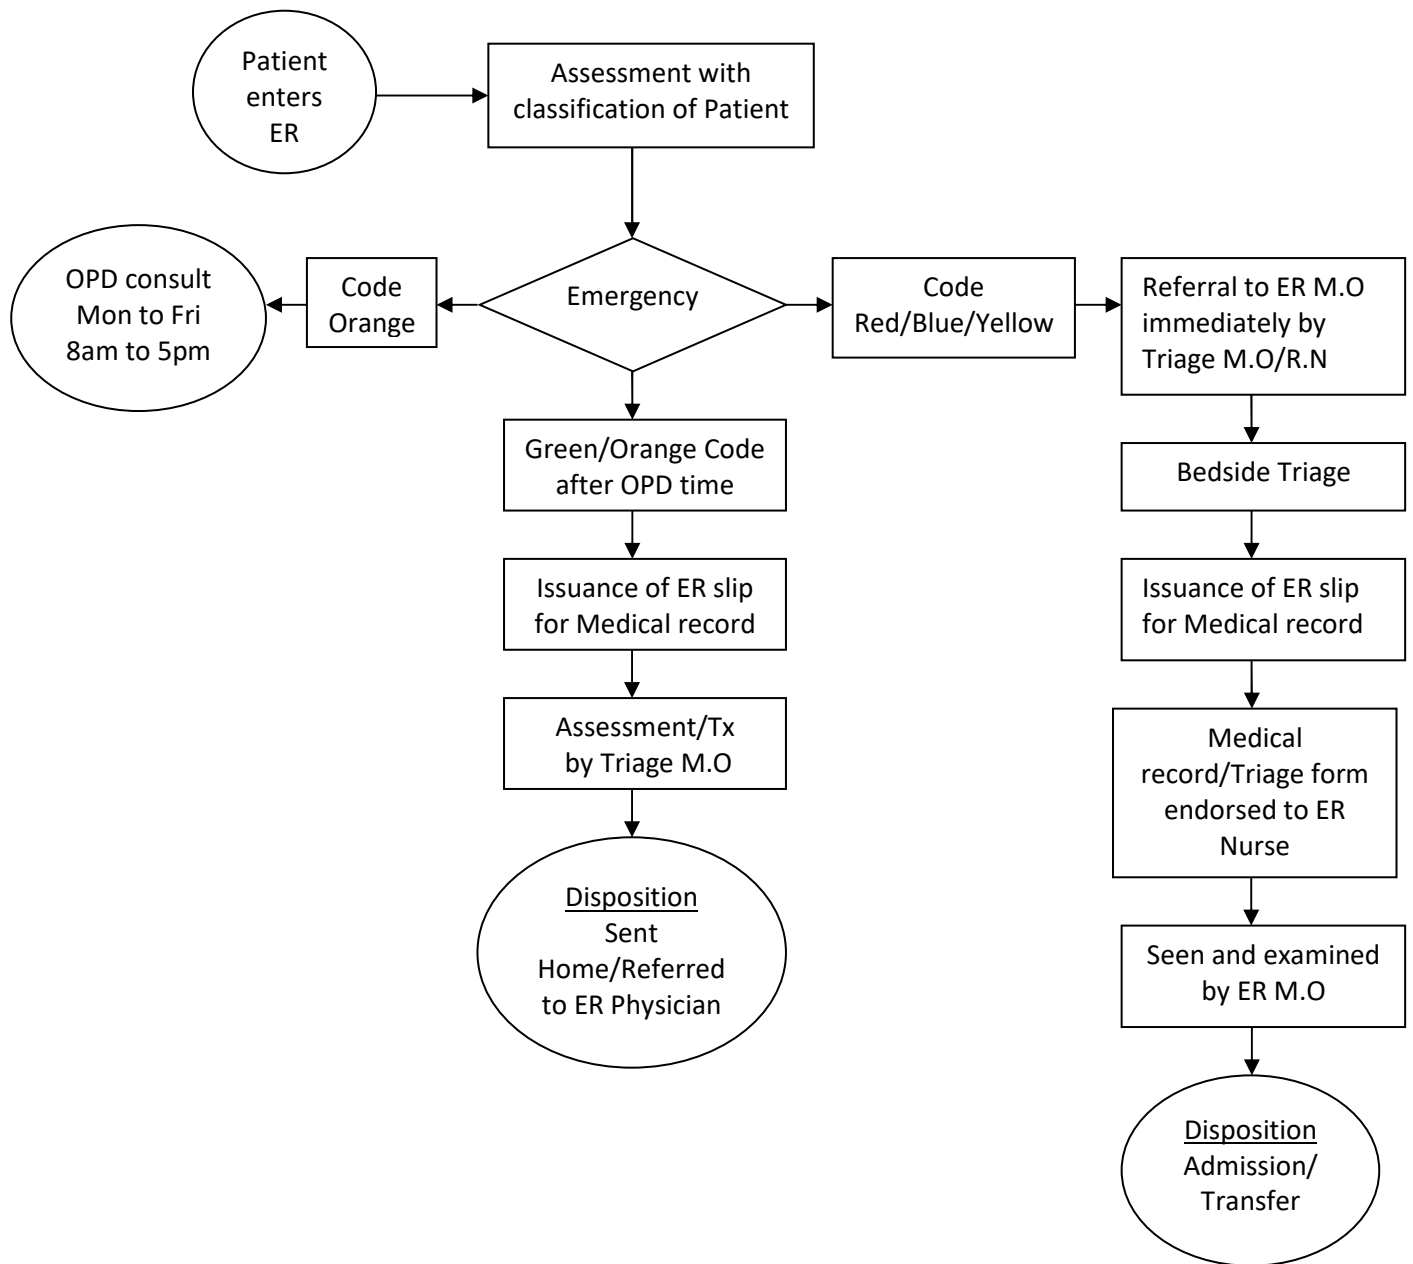 Patient
enters
ER
Assessment with
classification of Patient
OPD consult
Mon to Fri
8am to 5pm
Code
Orange
Emergency
Code
Red/Blue/Yellow
Referral to ER M.O
immediately by
Triage M.O/R.N
Green/Orange Code
after OPD time
Bedside Triage
Issuance of ER slip
for Medical record
Issuance of ER slip
for Medical record
Assessment/Tx
by Triage M.O
Medical
record/Triage form
endorsed to ER
Nurse
Disposition
Sent
Home/Referred
to ER Physician
Seen and examined
by ER M.O
Disposition
Admission/
Transfer